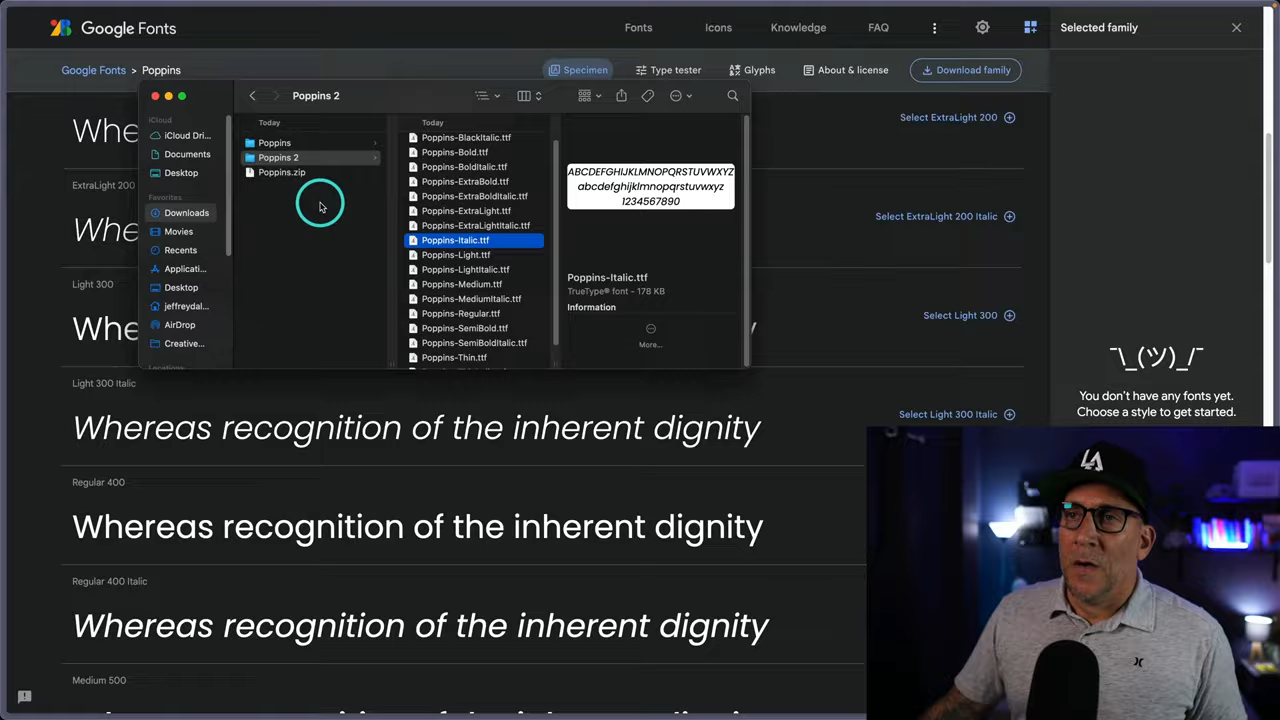 Google Fonts
Fonts
Icons
Knowledge
FAQ
Selected family
Google Fonts > Poppins
Specimen
Type tester
Glyphs
About & license
Download family
Poppins 2
iCloud
iCloud Dri...
Documents
Desktop
Favorites
Downloads
Movies
Recents
Applicati...
Desktop
jeffreydal...
AirDrop
Creative...
Today
Poppins
Poppins 2
Poppins.zip
Today
Poppins-BlackItalic.ttf
Poppins-Bold.ttf
Poppins-BoldItalic.ttf
Poppins-ExtraBold.ttf
Poppins-ExtraBoldItalic.ttf
Poppins-ExtraLight.ttf
Poppins-ExtraLightItalic.ttf
Poppins-Italic.ttf
Poppins-Light.ttf
Poppins-LightItalic.ttf
Poppins-Medium.ttf
Poppins-MediumItalic.ttf
Poppins-Regular.ttf
Poppins-SemiBold.ttf
Poppins-SemiBoldItalic.ttf
Poppins-Thin.ttf
ABCDEFGHIJKLMNOPQRSTUVWXYZ
abcdefghijklmnopqrstuvwxyz
1234567890
Poppins-Italic.ttf
TrueType® font - 178 KB
Information
More...
Whe
Select ExtraLight 200
ExtraLight 200
Whe
Select ExtraLight 200 Italic
Light 300
Whe
Select Light 300
Light 300 Italic
Whereas recognition of the inherent dignity
Select Light 300 Italic
Regular 400
Whereas recognition of the inherent dignity
Regular 400 Italic
Whereas recognition of the inherent dignity
Medium 500
¯\_(ツ)_/¯
You don't have any fonts yet.
Choose a style to get started.
LA